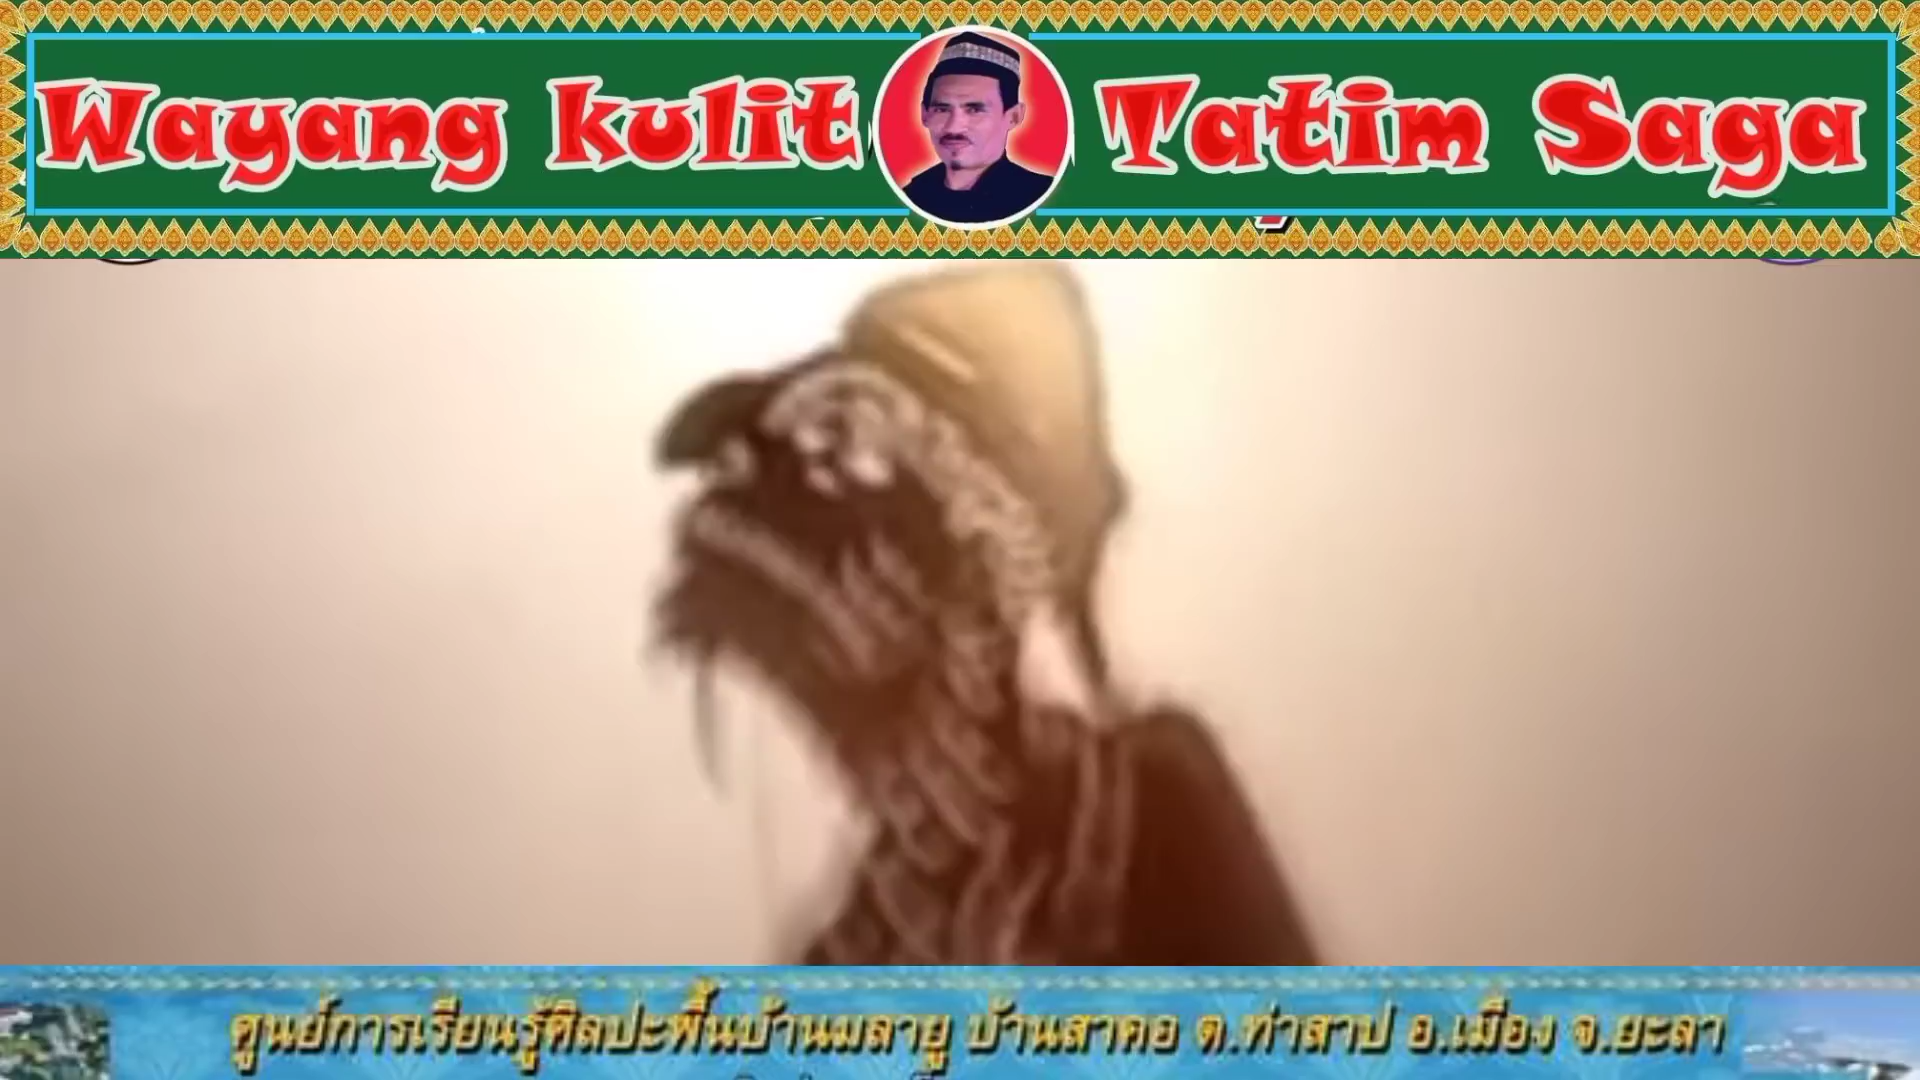 Wayang kulit Tatim Saga
ศูนย์การเรียนรู้ศิลปะพื้นบ้านมลายู บ้านสาคอ ต.ท่าสาป อ.เมือง จ.ยะลา